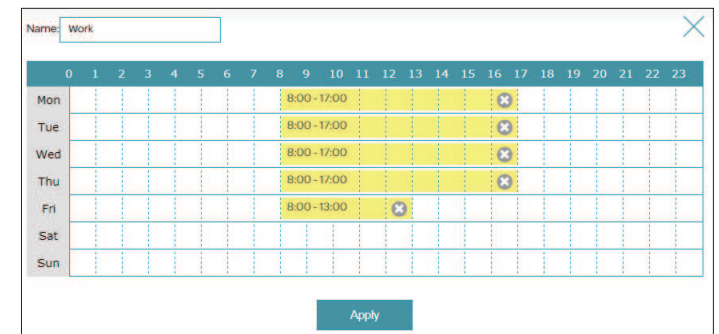 Name: Work
0 1 2 3 4 5 6 7 8 9 10 11 12 13 14 15 16 17 18 19 20 21 22 23
Mon 8:00-17:00
Tue 8:00-17:00
Wed 8:00-17:00
Thu 8:00-17:00
Fri 8:00-13:00
Sat
Sun
Apply